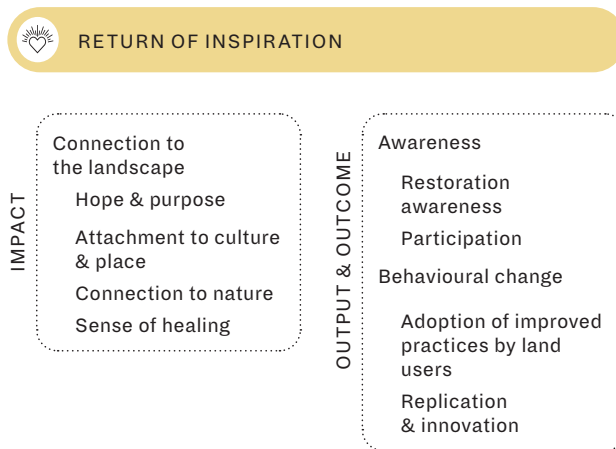 RETURN OF INSPIRATION
IMPACT
Connection to
the landscape
Hope & purpose
Attachment to culture
& place
Connection to nature
Sense of healing
OUTPUT & OUTCOME
Awareness
Restoration
awareness
Participation
Behavioural change
Adoption of improved
practices by land
users
Replication
& innovation